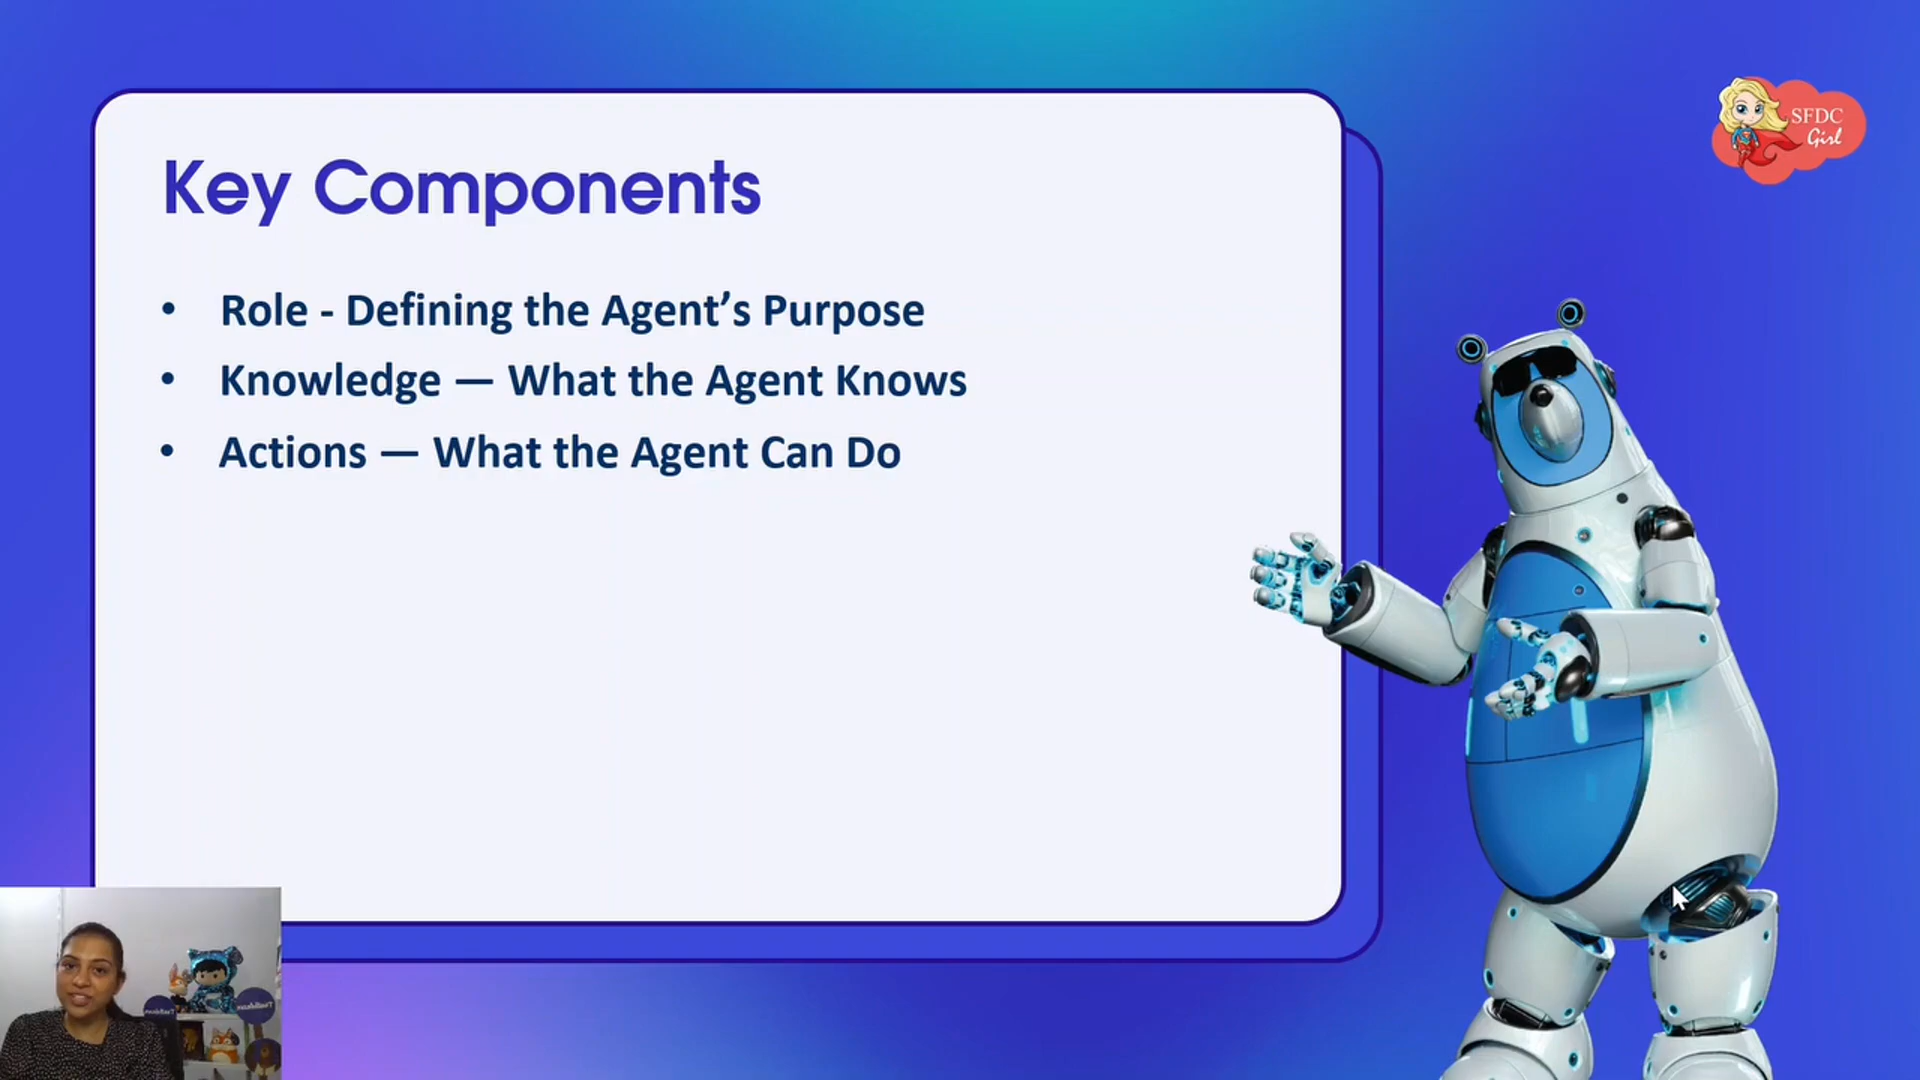 SFDC
Girl
Key Components
• Role - Defining the Agent’s Purpose
• Knowledge — What the Agent Knows
• Actions — What the Agent Can Do